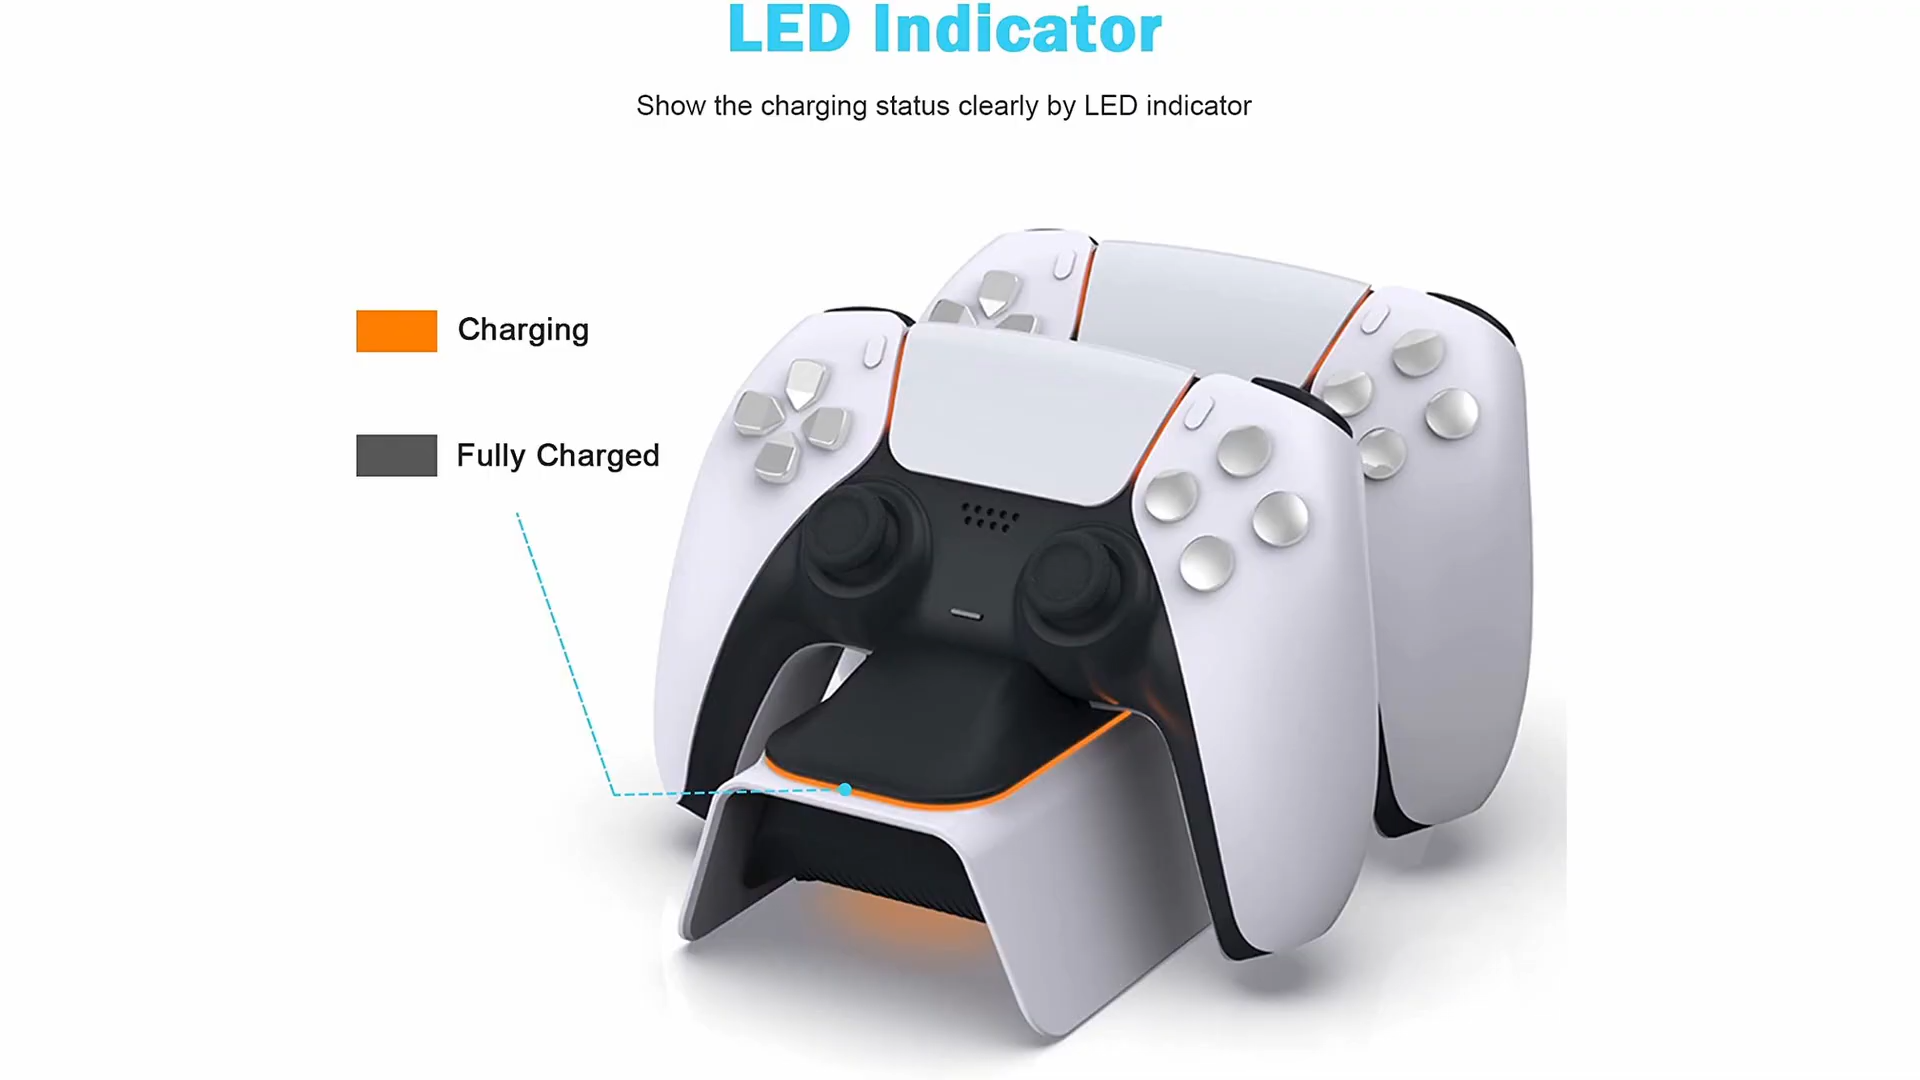 LED Indicator
Show the charging status clearly by LED indicator
Charging
Fully Charged